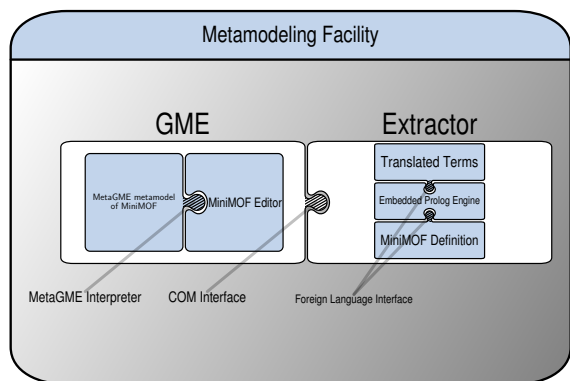 Metamodeling Facility
GME
Extractor
MetaGME metamodel
of MiniMOF
MiniMOF Editor
Translated Terms
Embedded Prolog Engine
MiniMOF Definition
MetaGME Interpreter
COM Interface
Foreign Language Interface